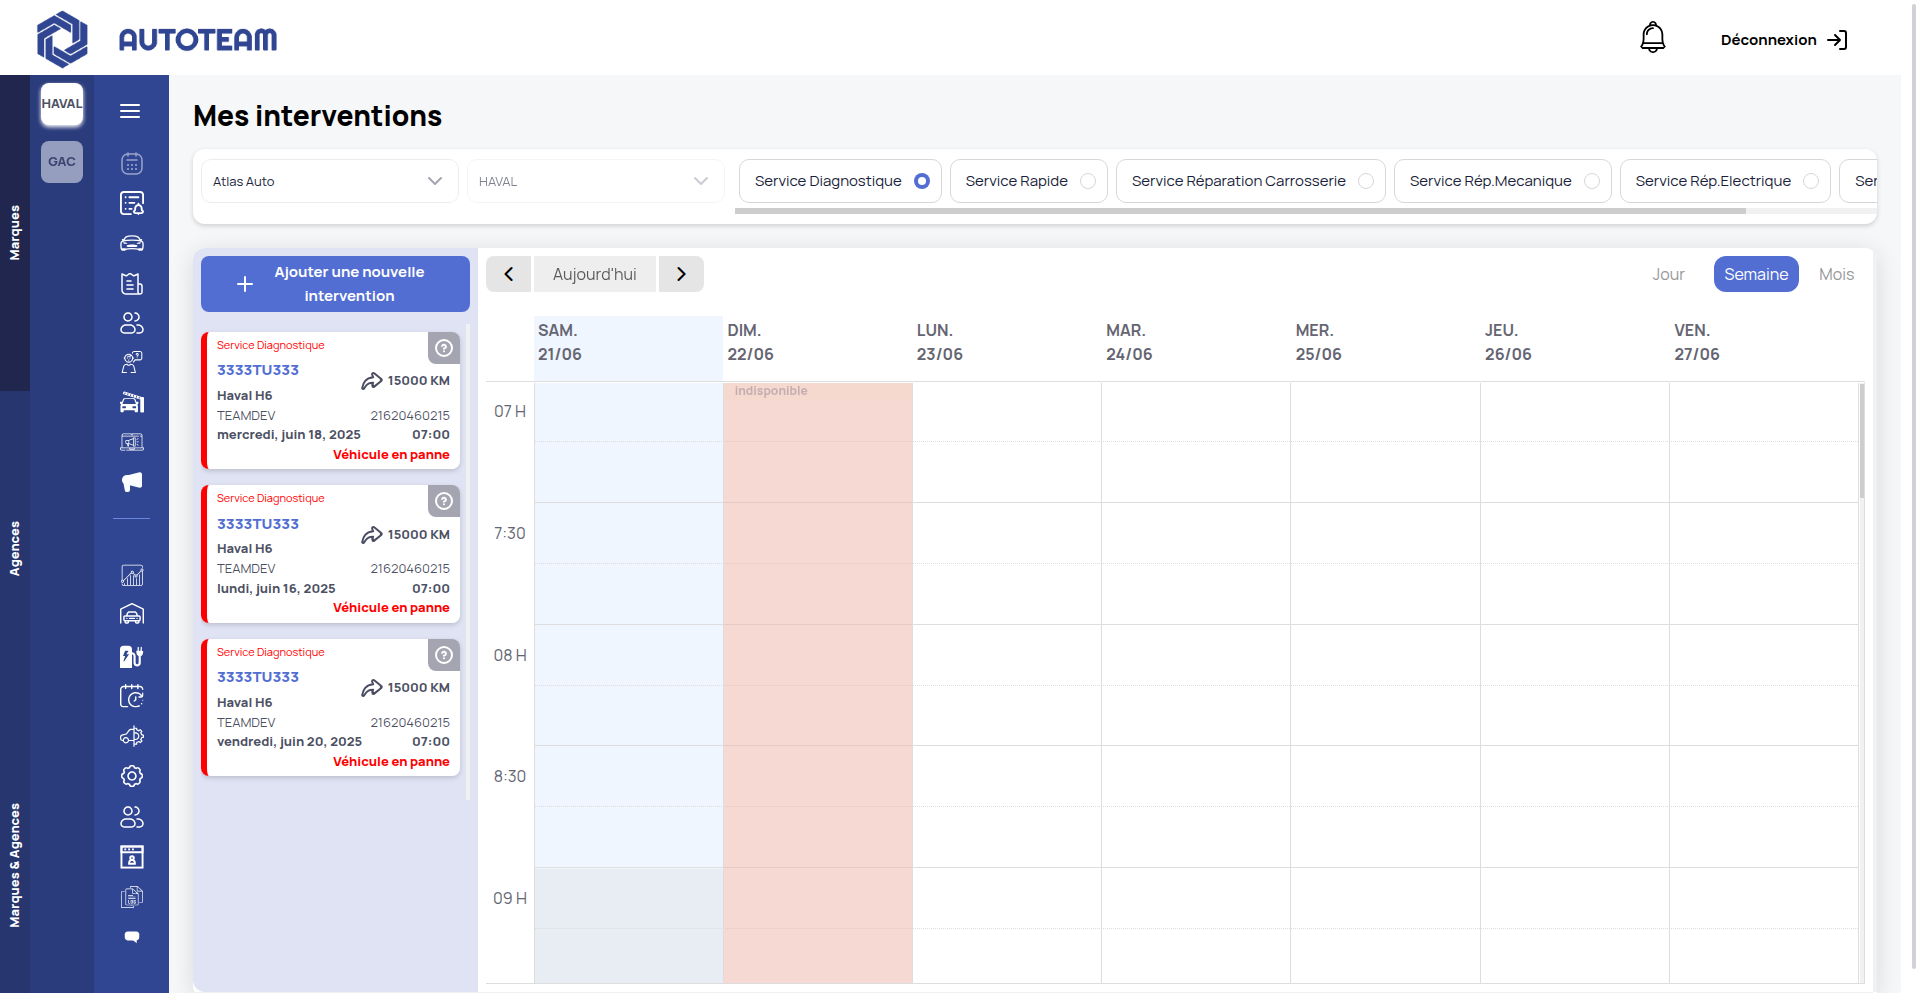 AUTOTEAM
Déconnexion
Marques
Agences
Marques & Agences
HAVAL
GAC
Mes interventions
Atlas Auto
HAVAL
Service Diagnostique
Service Rapide
Service Réparation Carrosserie
Service Rép.Mecanique
Service Rép.Electrique
Ser
Ajouter une nouvelle
intervention
Service Diagnostique
3333TU333
15000 KM
Haval H6
TEAMDEV 21620460215
mercredi, juin 18, 2025 07:00
Véhicule en panne
Service Diagnostique
3333TU333
15000 KM
Haval H6
TEAMDEV 21620460215
lundi, juin 16, 2025 07:00
Véhicule en panne
Service Diagnostique
3333TU333
15000 KM
Haval H6
TEAMDEV 21620460215
vendredi, juin 20, 2025 07:00
Véhicule en panne
Aujourd'hui
Jour
Semaine
Mois
SAM.
21/06
DIM.
22/06
LUN.
23/06
MAR.
24/06
MER.
25/06
JEU.
26/06
VEN.
27/06
indisponible
07 H
7:30
08 H
8:30
09 H